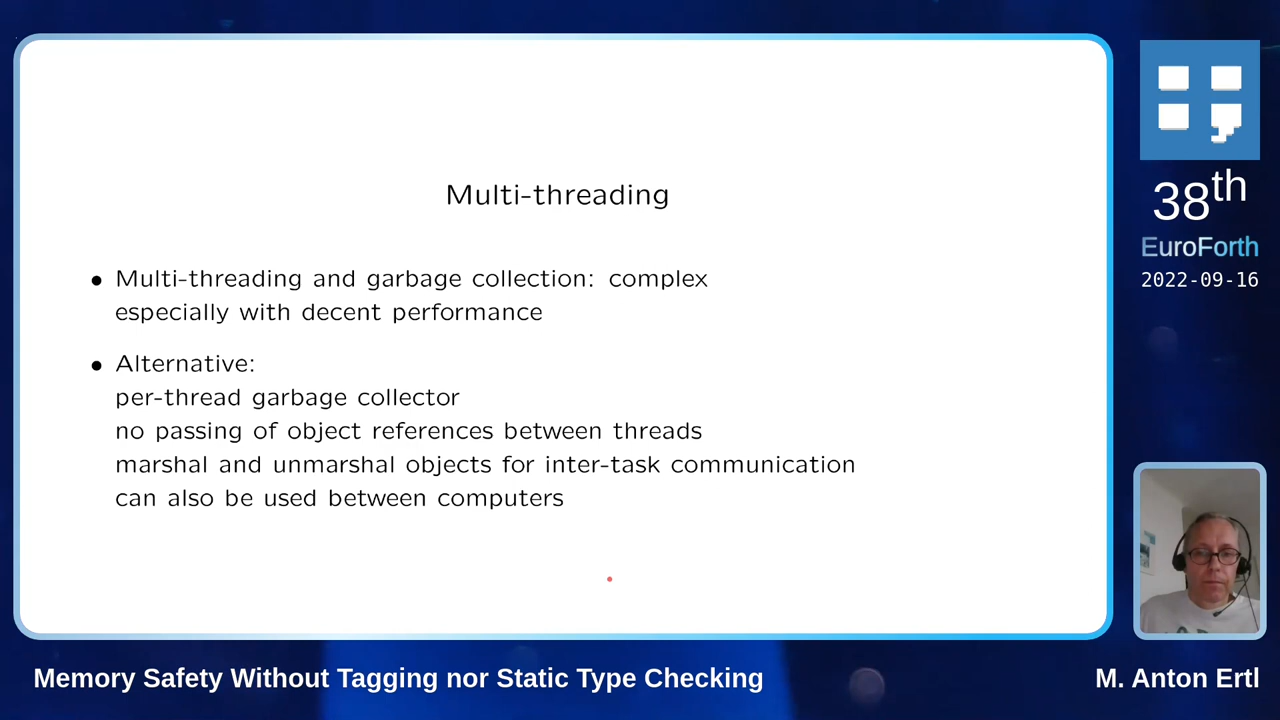 Multi-threading
• Multi-threading and garbage collection: complex
especially with decent performance
• Alternative:
per-thread garbage collector
no passing of object references between threads
marshal and unmarshal objects for inter-task communication
can also be used between computers
38th
EuroForth
2022-09-16
Memory Safety Without Tagging nor Static Type Checking
M. Anton Ertl